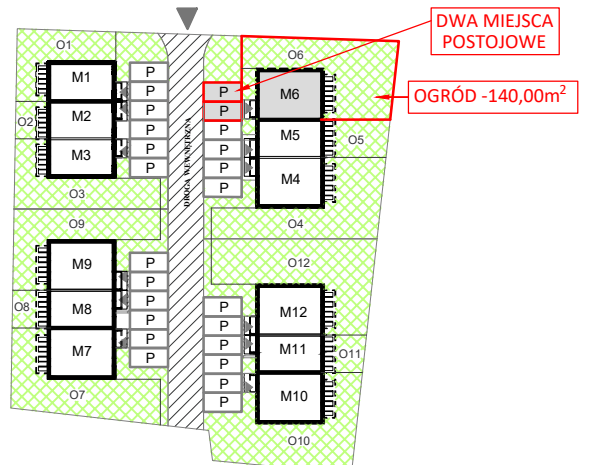 DWA MIEJSCA
POSTOJOWE
OGRÓD -140,00m²
O1
M1
M2
M3
O2
O3
P
P
P
P
P
P
DROGA WEWNĘTRZNA
O6
M6
M5
M4
O5
O4
P
P
P
P
P
P
O9
M9
M8
M7
O8
O7
P
P
P
P
P
P
O12
M12
M11
M10
O11
O10
P
P
P
P
P
P